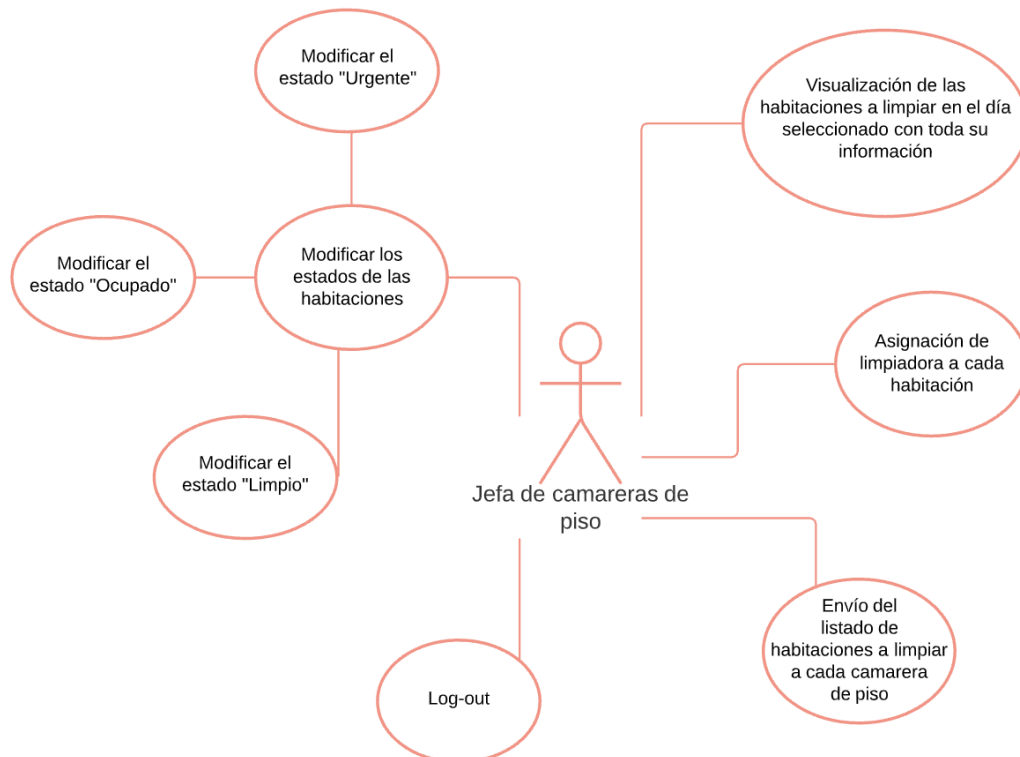 Modificar el
estado "Urgente"
Visualización de las
habitaciones a limpiar en el día
seleccionado con toda su
información
Modificar el
estado "Ocupado"
Modificar los
estados de las
habitaciones
Asignación de
limpiadora a cada
habitación
Modificar el
estado "Limpio"
Jefa de camareras de
piso
Envío del
listado de
habitaciones a limpiar
a cada camarera
de piso
Log-out